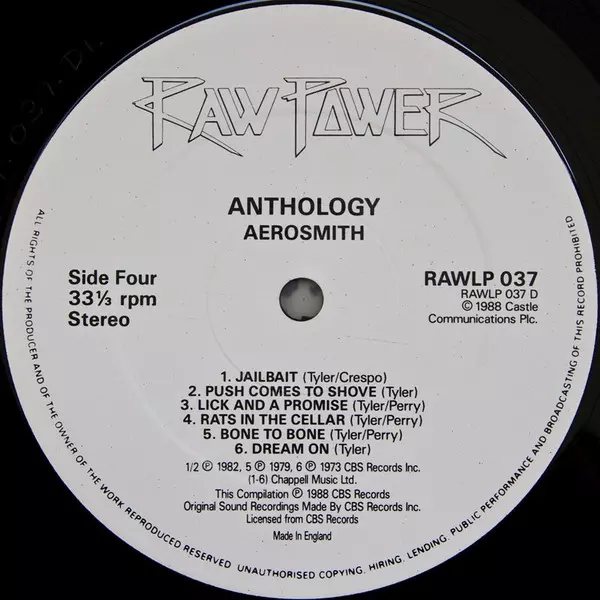 RAW POWER
ANTHOLOGY
AEROSMITH
Side Four
33⅓ rpm
Stereo
RAWLP 037
RAWLP 037 D
© 1988 Castle
Communications Plc.
1. JAILBAIT (Tyler/Crespo)
2. PUSH COMES TO SHOVE (Tyler)
3. LICK AND A PROMISE (Tyler/Perry)
4. RATS IN THE CELLAR (Tyler/Perry)
5. BONE TO BONE (Tyler/Perry)
6. DREAM ON (Tyler)
1/2 ℗ 1982, 5 ℗ 1979, 6 ℗ 1973 CBS Records Inc.
(1-6) Chappell Music Ltd.
This Compilation ℗ 1988 CBS Records
Original Sound Recordings Made By CBS Records Inc.
Licensed from CBS Records
Made In England
ALL RIGHTS OF THE PRODUCER AND OF THE OWNER OF THE WORK REPRODUCED RESERVED UNAUTHORISED COPYING, HIRING, LENDING, PUBLIC PERFORMANCE AND BROADCASTING OF THIS RECORD PROHIBITED